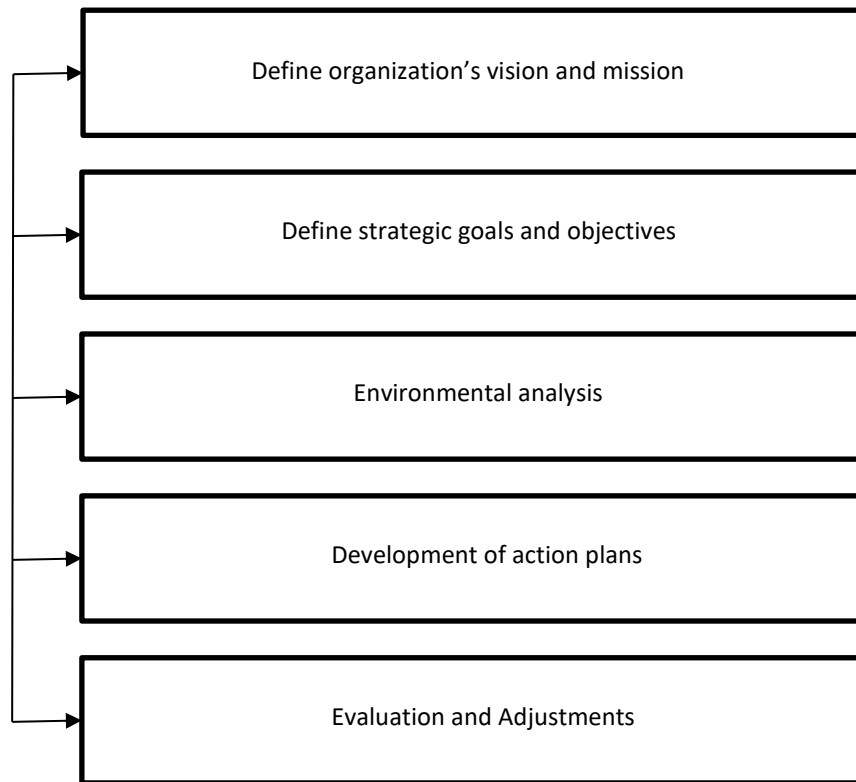 Define organization’s vision and mission
Define strategic goals and objectives
Environmental analysis
Development of action plans
Evaluation and Adjustments